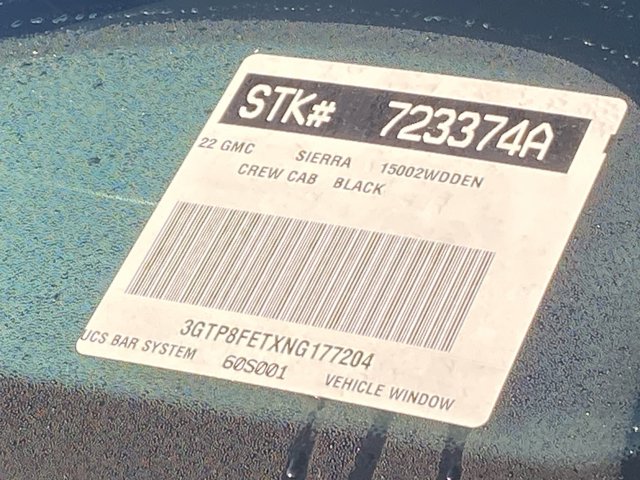 STK# 723374A
22 GMC SIERRA 15002WDDEN
CREW CAB BLACK
3GTP8FETXNG177204
UCS BAR SYSTEM 60S001 VEHICLE WINDOW